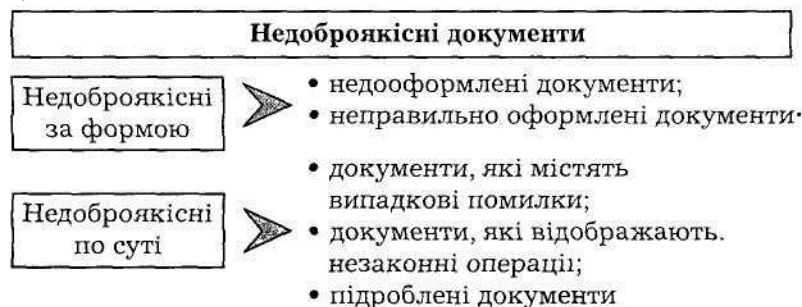 Недоброякісні документи
Недоброякісні
за формою
• недооформлені документи;
• неправильно оформлені документи·
Недоброякісні
по суті
• документи, які містять
випадкові помилки;
• документи, які відображають.
незаконні операції;
• підроблені документи